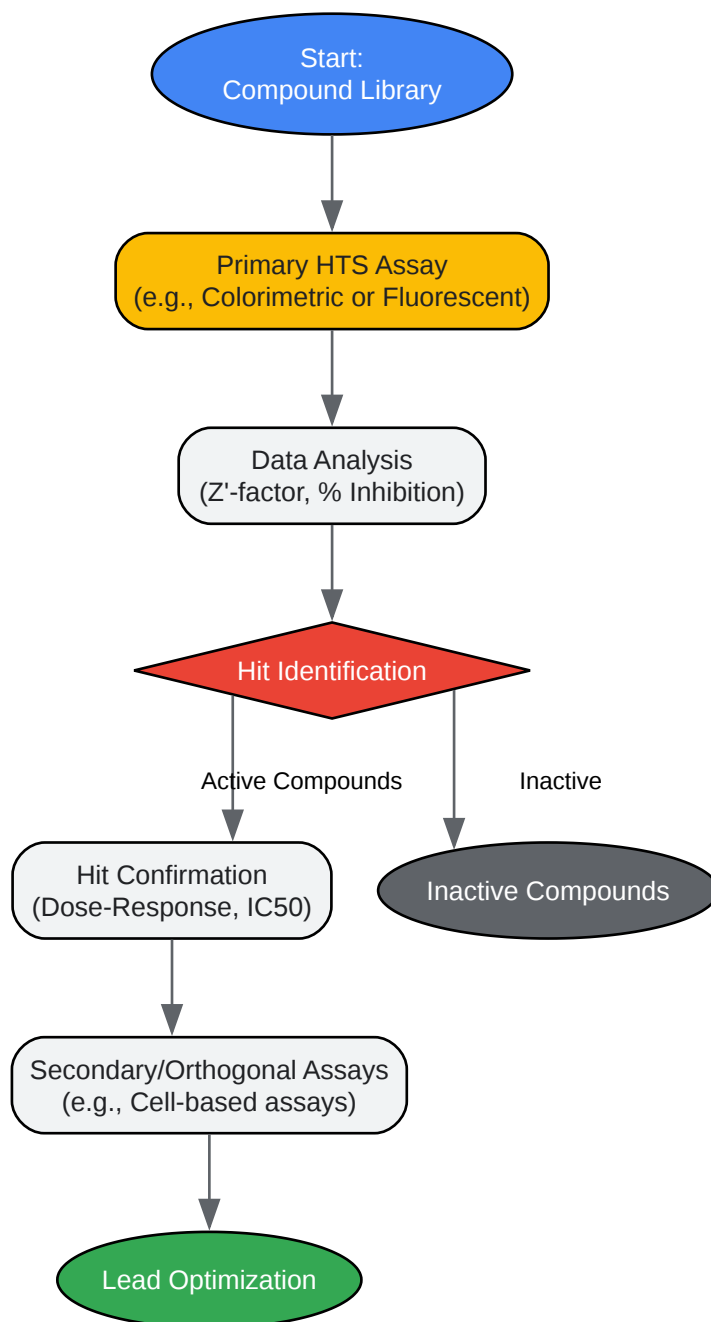 Start:
Compound Library
Primary HTS Assay
(e.g., Colorimetric or Fluorescent)
Data Analysis
(Z'-factor, % Inhibition)
Hit Identification
Active Compounds
Inactive
Hit Confirmation
(Dose-Response, IC50)
Inactive Compounds
Secondary/Orthogonal Assays
(e.g., Cell-based assays)
Lead Optimization